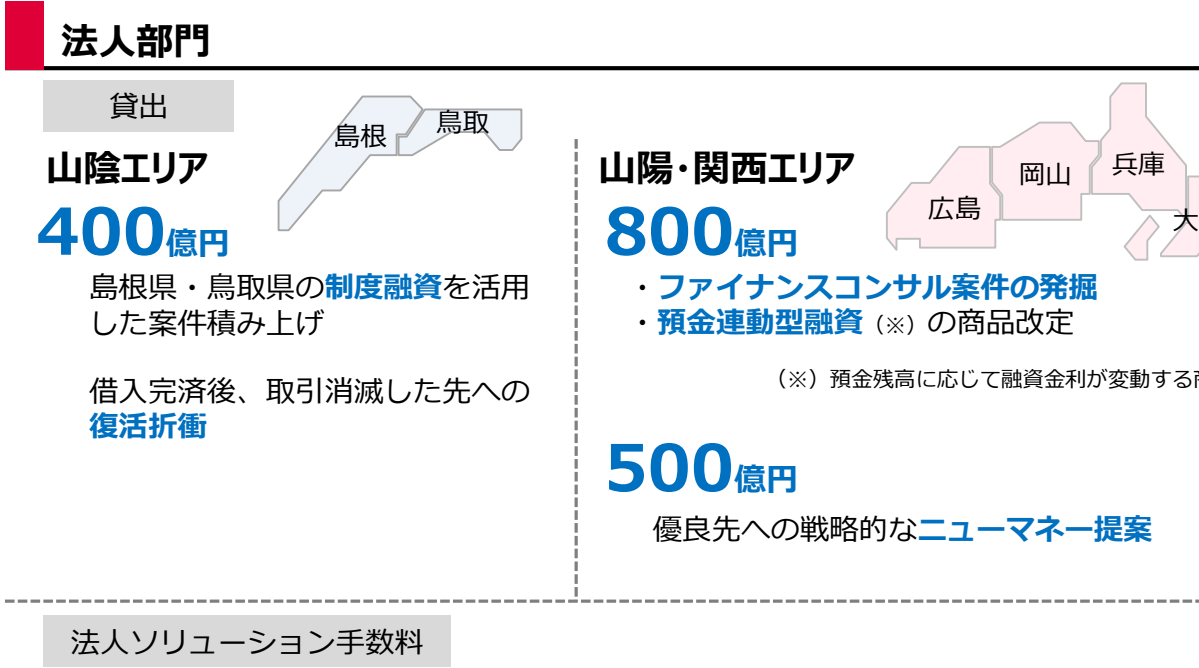 法人部門
貸出
島根
鳥取
山陰エリア
400億円
島根県・鳥取県の制度融資を活用
した案件積み上げ
借入完済後、取引消滅した先への
復活折衝
山陽・関西エリア
広島
岡山
兵庫
大
800億円
・ファイナンスコンサル案件の発掘
・預金連動型融資（※）の商品改定
（※）預金残高に応じて融資金利が変動する
500億円
優良先への戦略的なニューマネー提案
法人ソリューション手数料